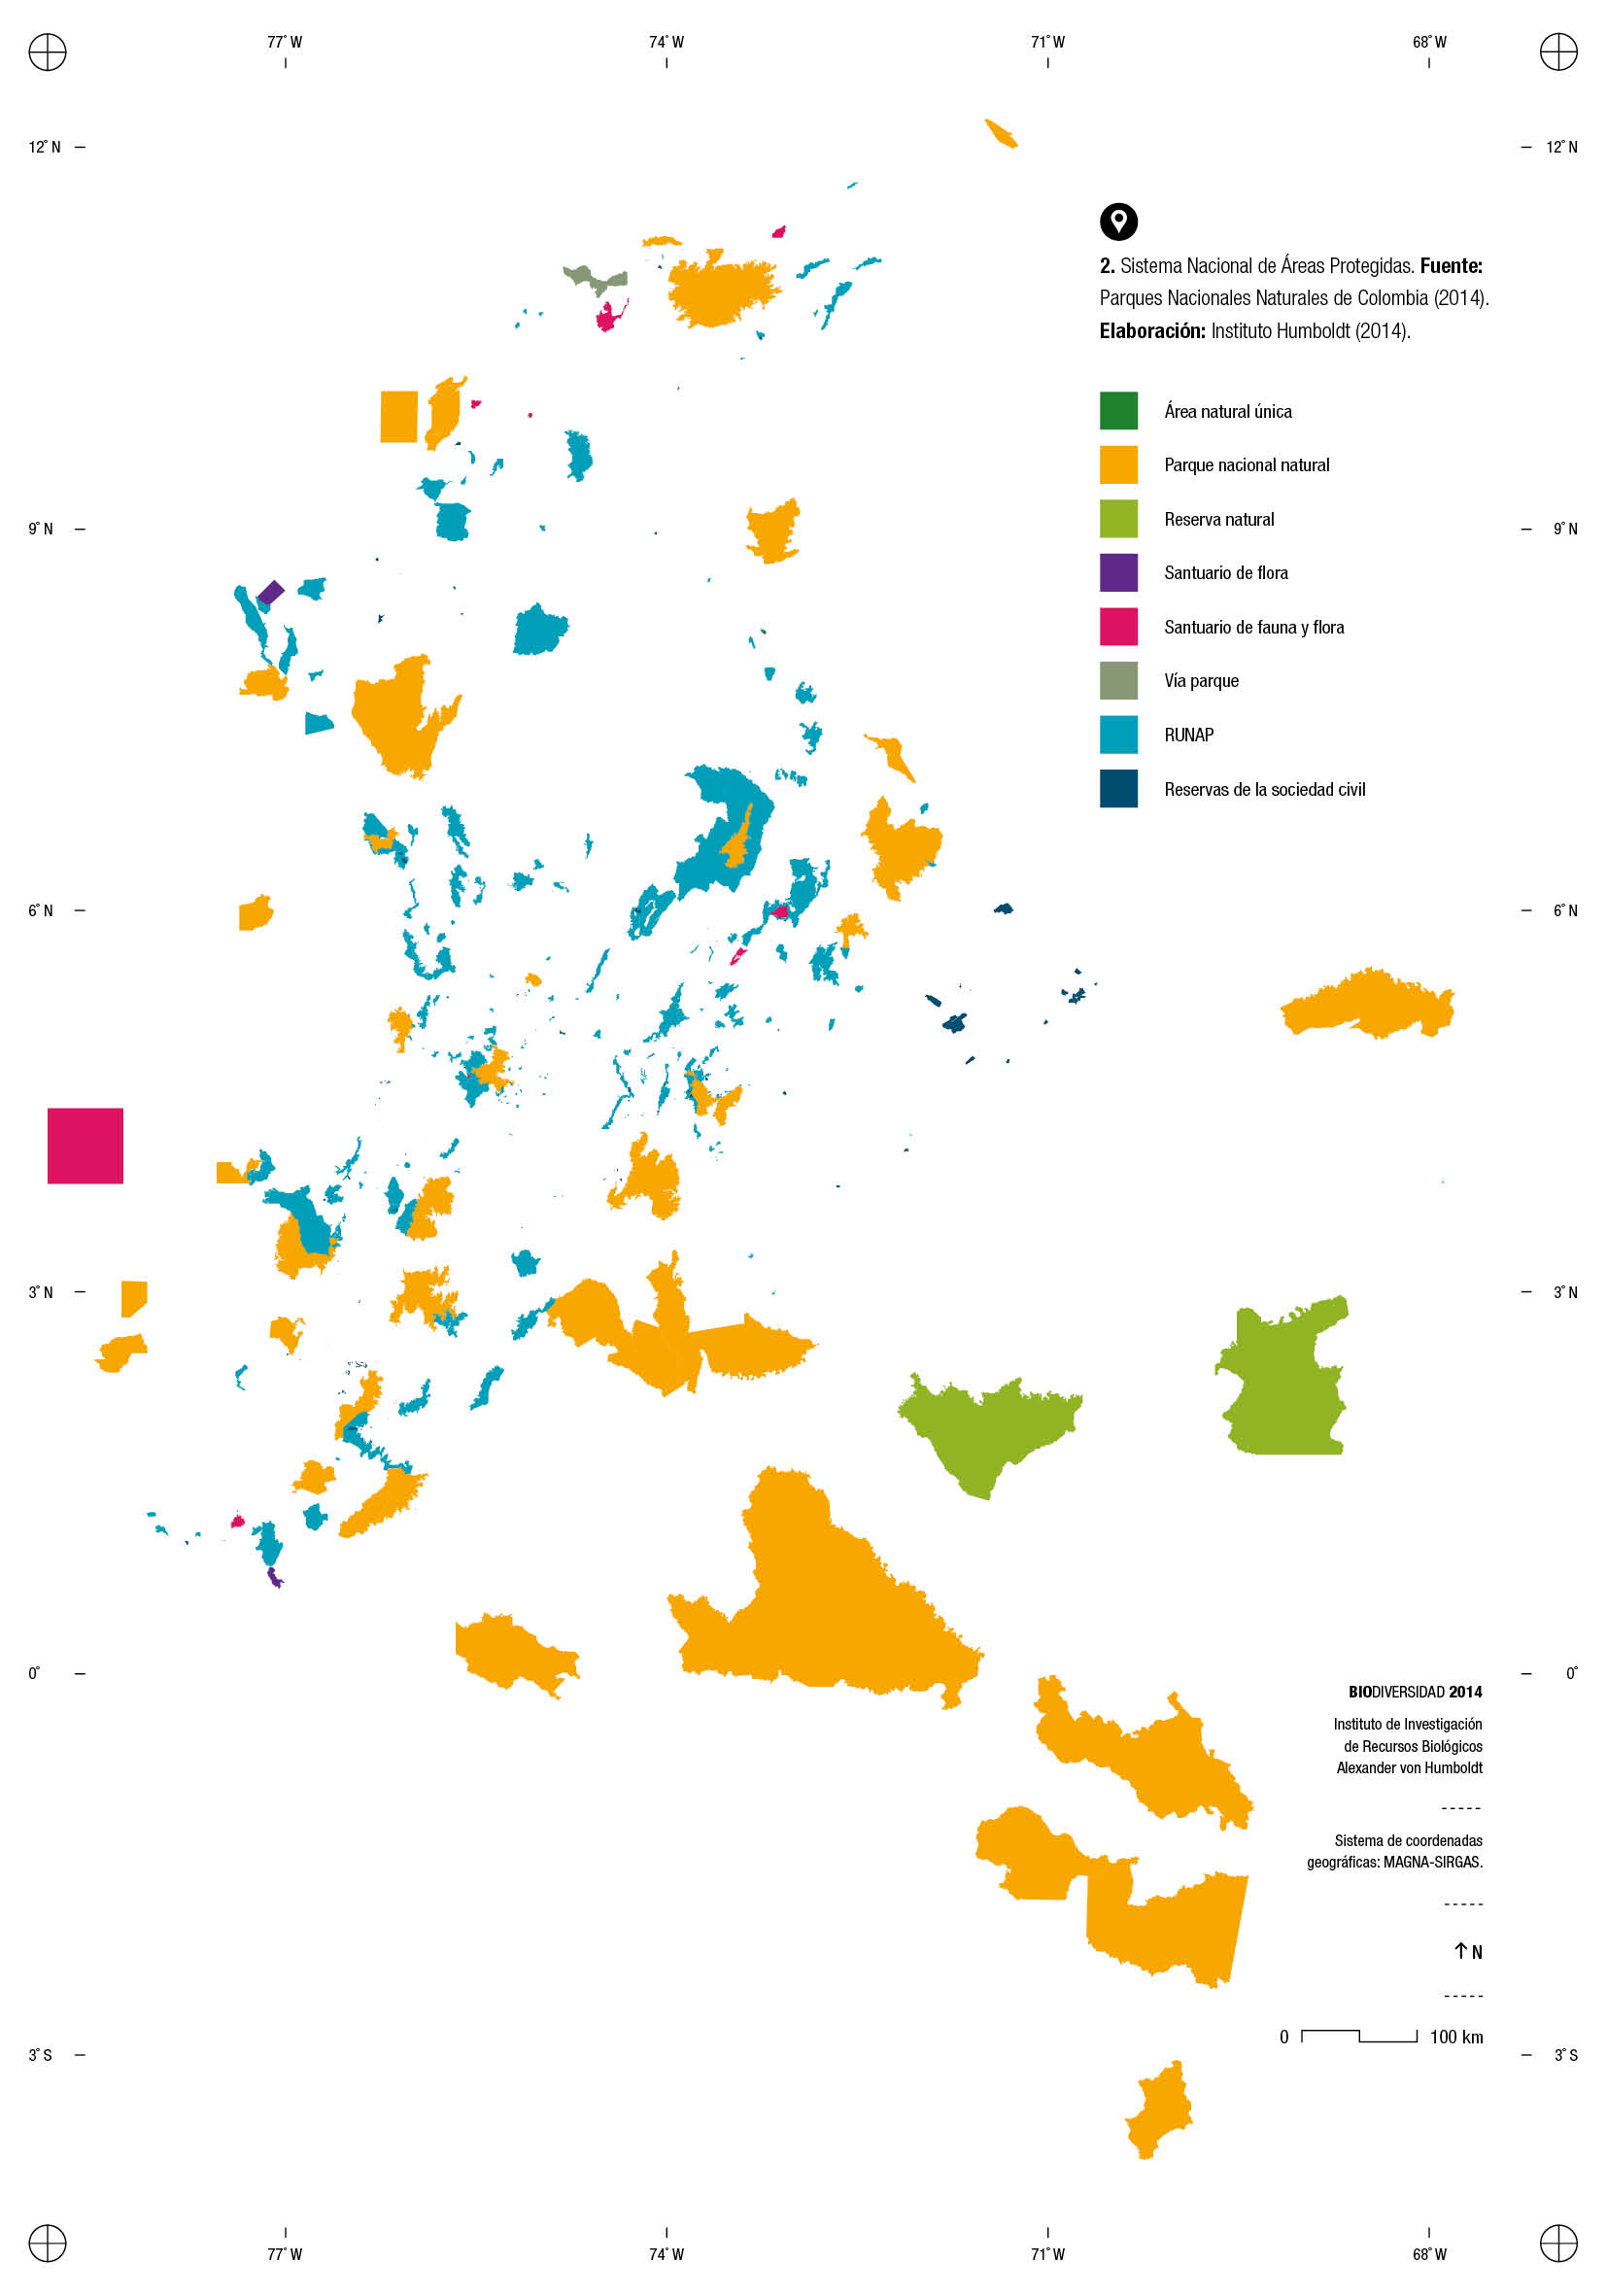 77° W 74° W 71° W 68° W
12° N 12° N
2. Sistema Nacional de Áreas Protegidas. Fuente:
Parques Nacionales Naturales de Colombia (2014).
Elaboración: Instituto Humboldt (2014).
Área natural única
Parque nacional natural
Reserva natural
9° N 9° N
Santuario de flora
Santuario de fauna y flora
Vía parque
RUNAP
Reservas de la sociedad civil
6° N 6° N
3° N 3° N
0° 0°
BIODIVERSIDAD 2014
Instituto de Investigación
de Recursos Biológicos
Alexander von Humboldt
Sistema de coordenadas
geográficas: MAGNA-SIRGAS.
N
0 100 km
3° S 3° S
77° W 74° W 71° W 68° W